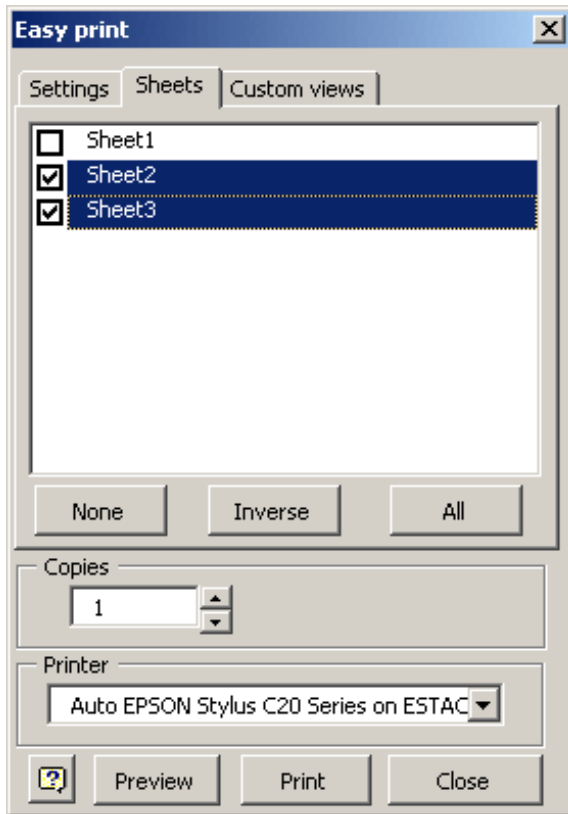 Easy print
Settings Sheets Custom views
Sheet1
Sheet2
Sheet3
None Inverse All
Copies
1
Printer
Auto EPSON Stylus C20 Series on ESTAC
Preview Print Close